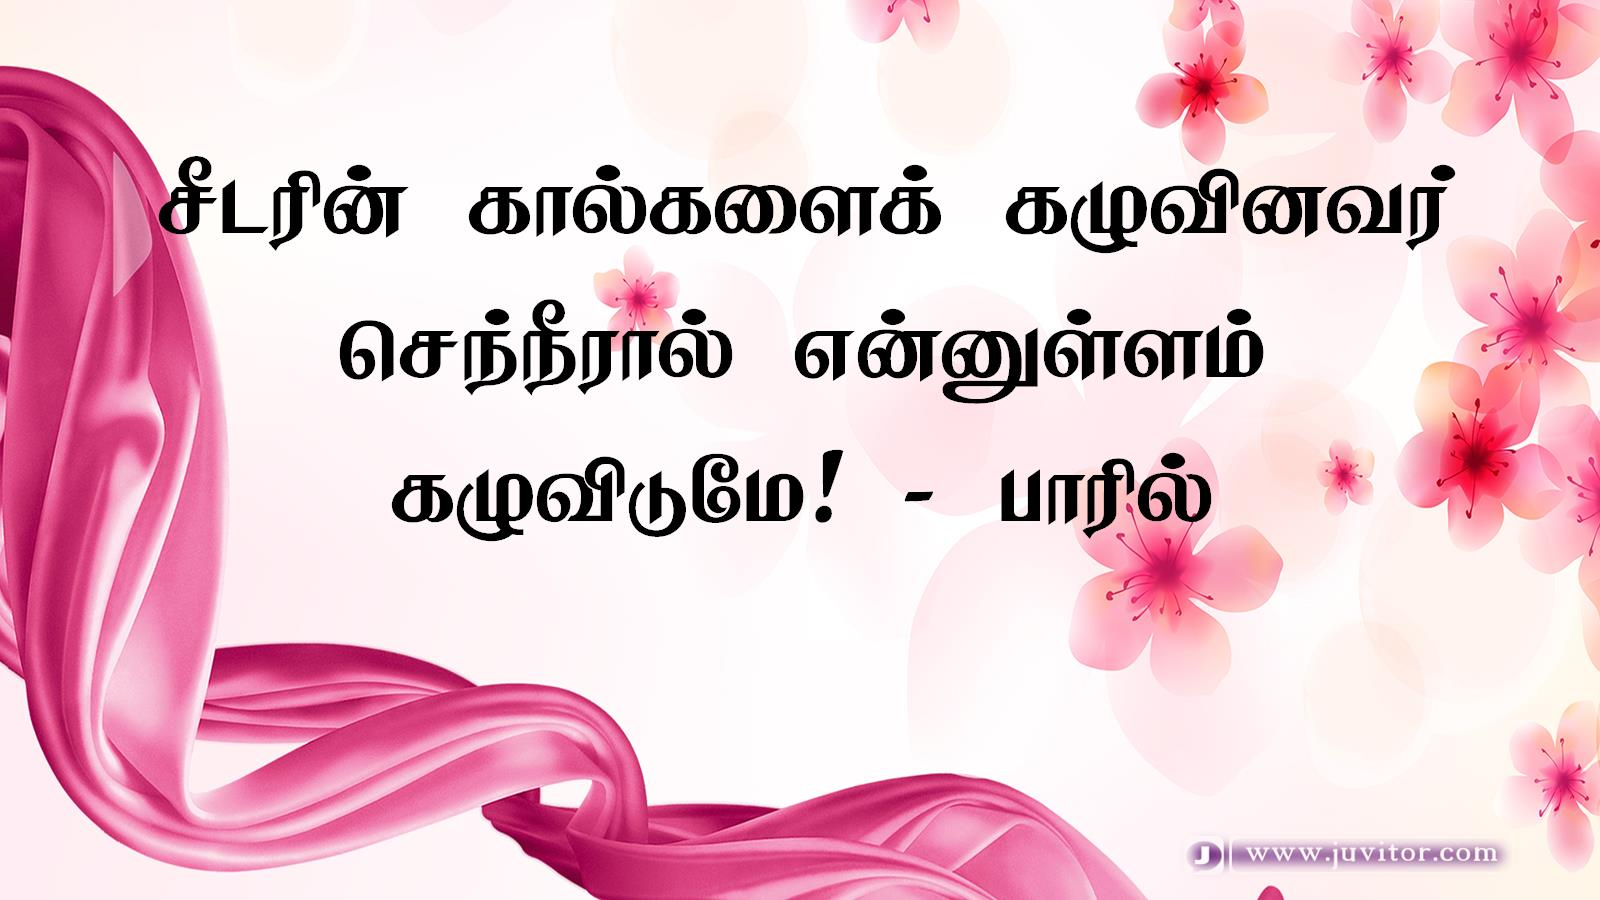 சீடரின் கால்களைக் கழுவினவர்
செந்நீரால் என்னுள்ளம்
கழுவிடுமே! - பாரில்
J www.juvitor.com